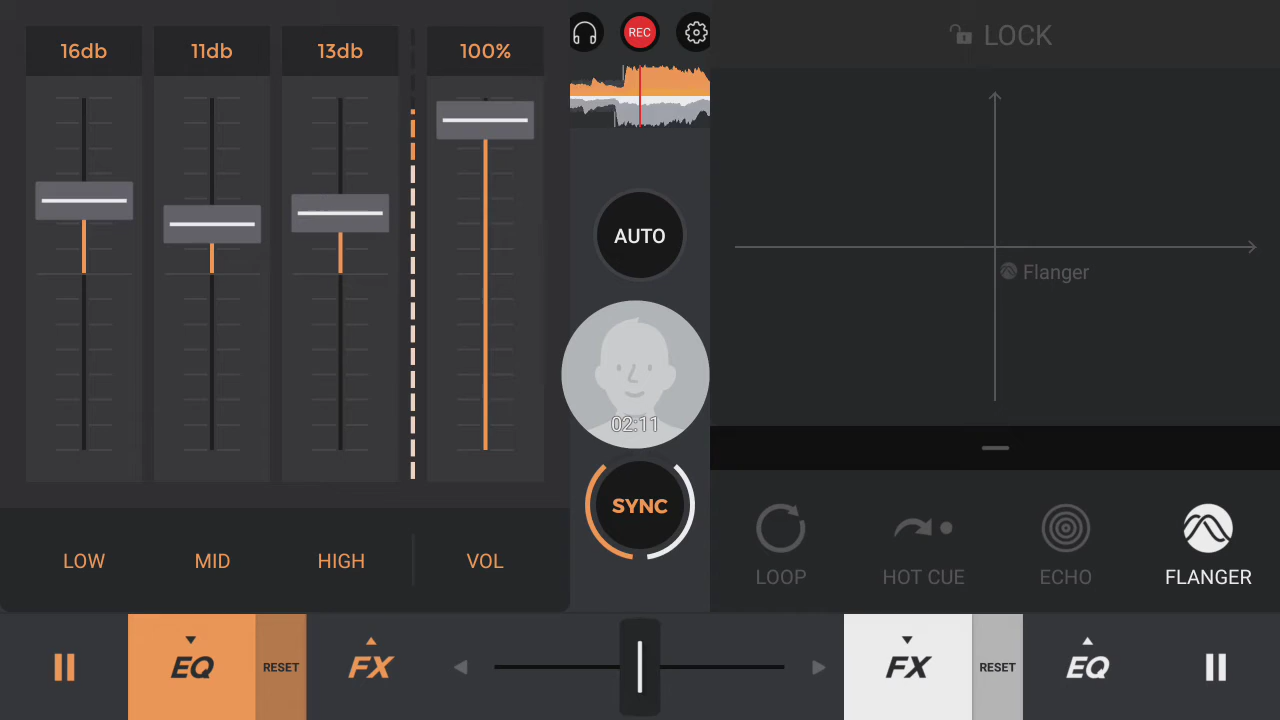 16db
11db
13db
100%
LOW
MID
HIGH
VOL
REC
AUTO
02:11
SYNC
LOCK
Flanger
LOOP
HOT CUE
ECHO
FLANGER
EQ
RESET
FX
FX
RESET
EQ